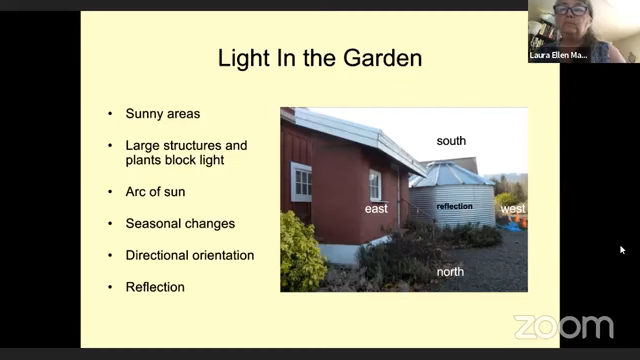 Light In the Garden
• Sunny areas
• Large structures and
plants block light
• Arc of sun
• Seasonal changes
• Directional orientation
• Reflection
south
east
reflection
west
north
Laura Ellen Ma...
zoom